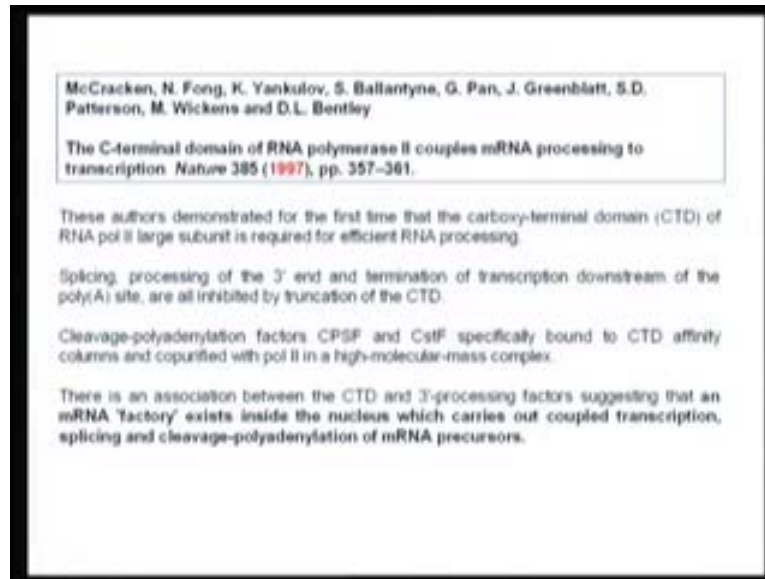 McCracken, N. Fong, K. Yankulov, S. Ballantyne, G. Pan, J. Greenblatt, S.D.
Patterson, M. Wickens and D.L. Bentley
The C-terminal domain of RNA polymerase II couples mRNA processing to
transcription Nature 385 (1997), pp. 357–361.
These authors demonstrated for the first time that the carboxy-terminal domain (CTD) of
RNA pol II large subunit is required for efficient RNA processing.
Splicing, processing of the 3' end and termination of transcription downstream of the
poly(A) site, are all inhibited by truncation of the CTD.
Cleavage-polyadenylation factors CPSF and CstF specifically bound to CTD affinity
columns and copurified with pol II in a high-molecular-mass complex.
There is an association between the CTD and 3'-processing factors suggesting that an
mRNA 'factory' exists inside the nucleus which carries out coupled transcription,
splicing and cleavage-polyadenylation of mRNA precursors.